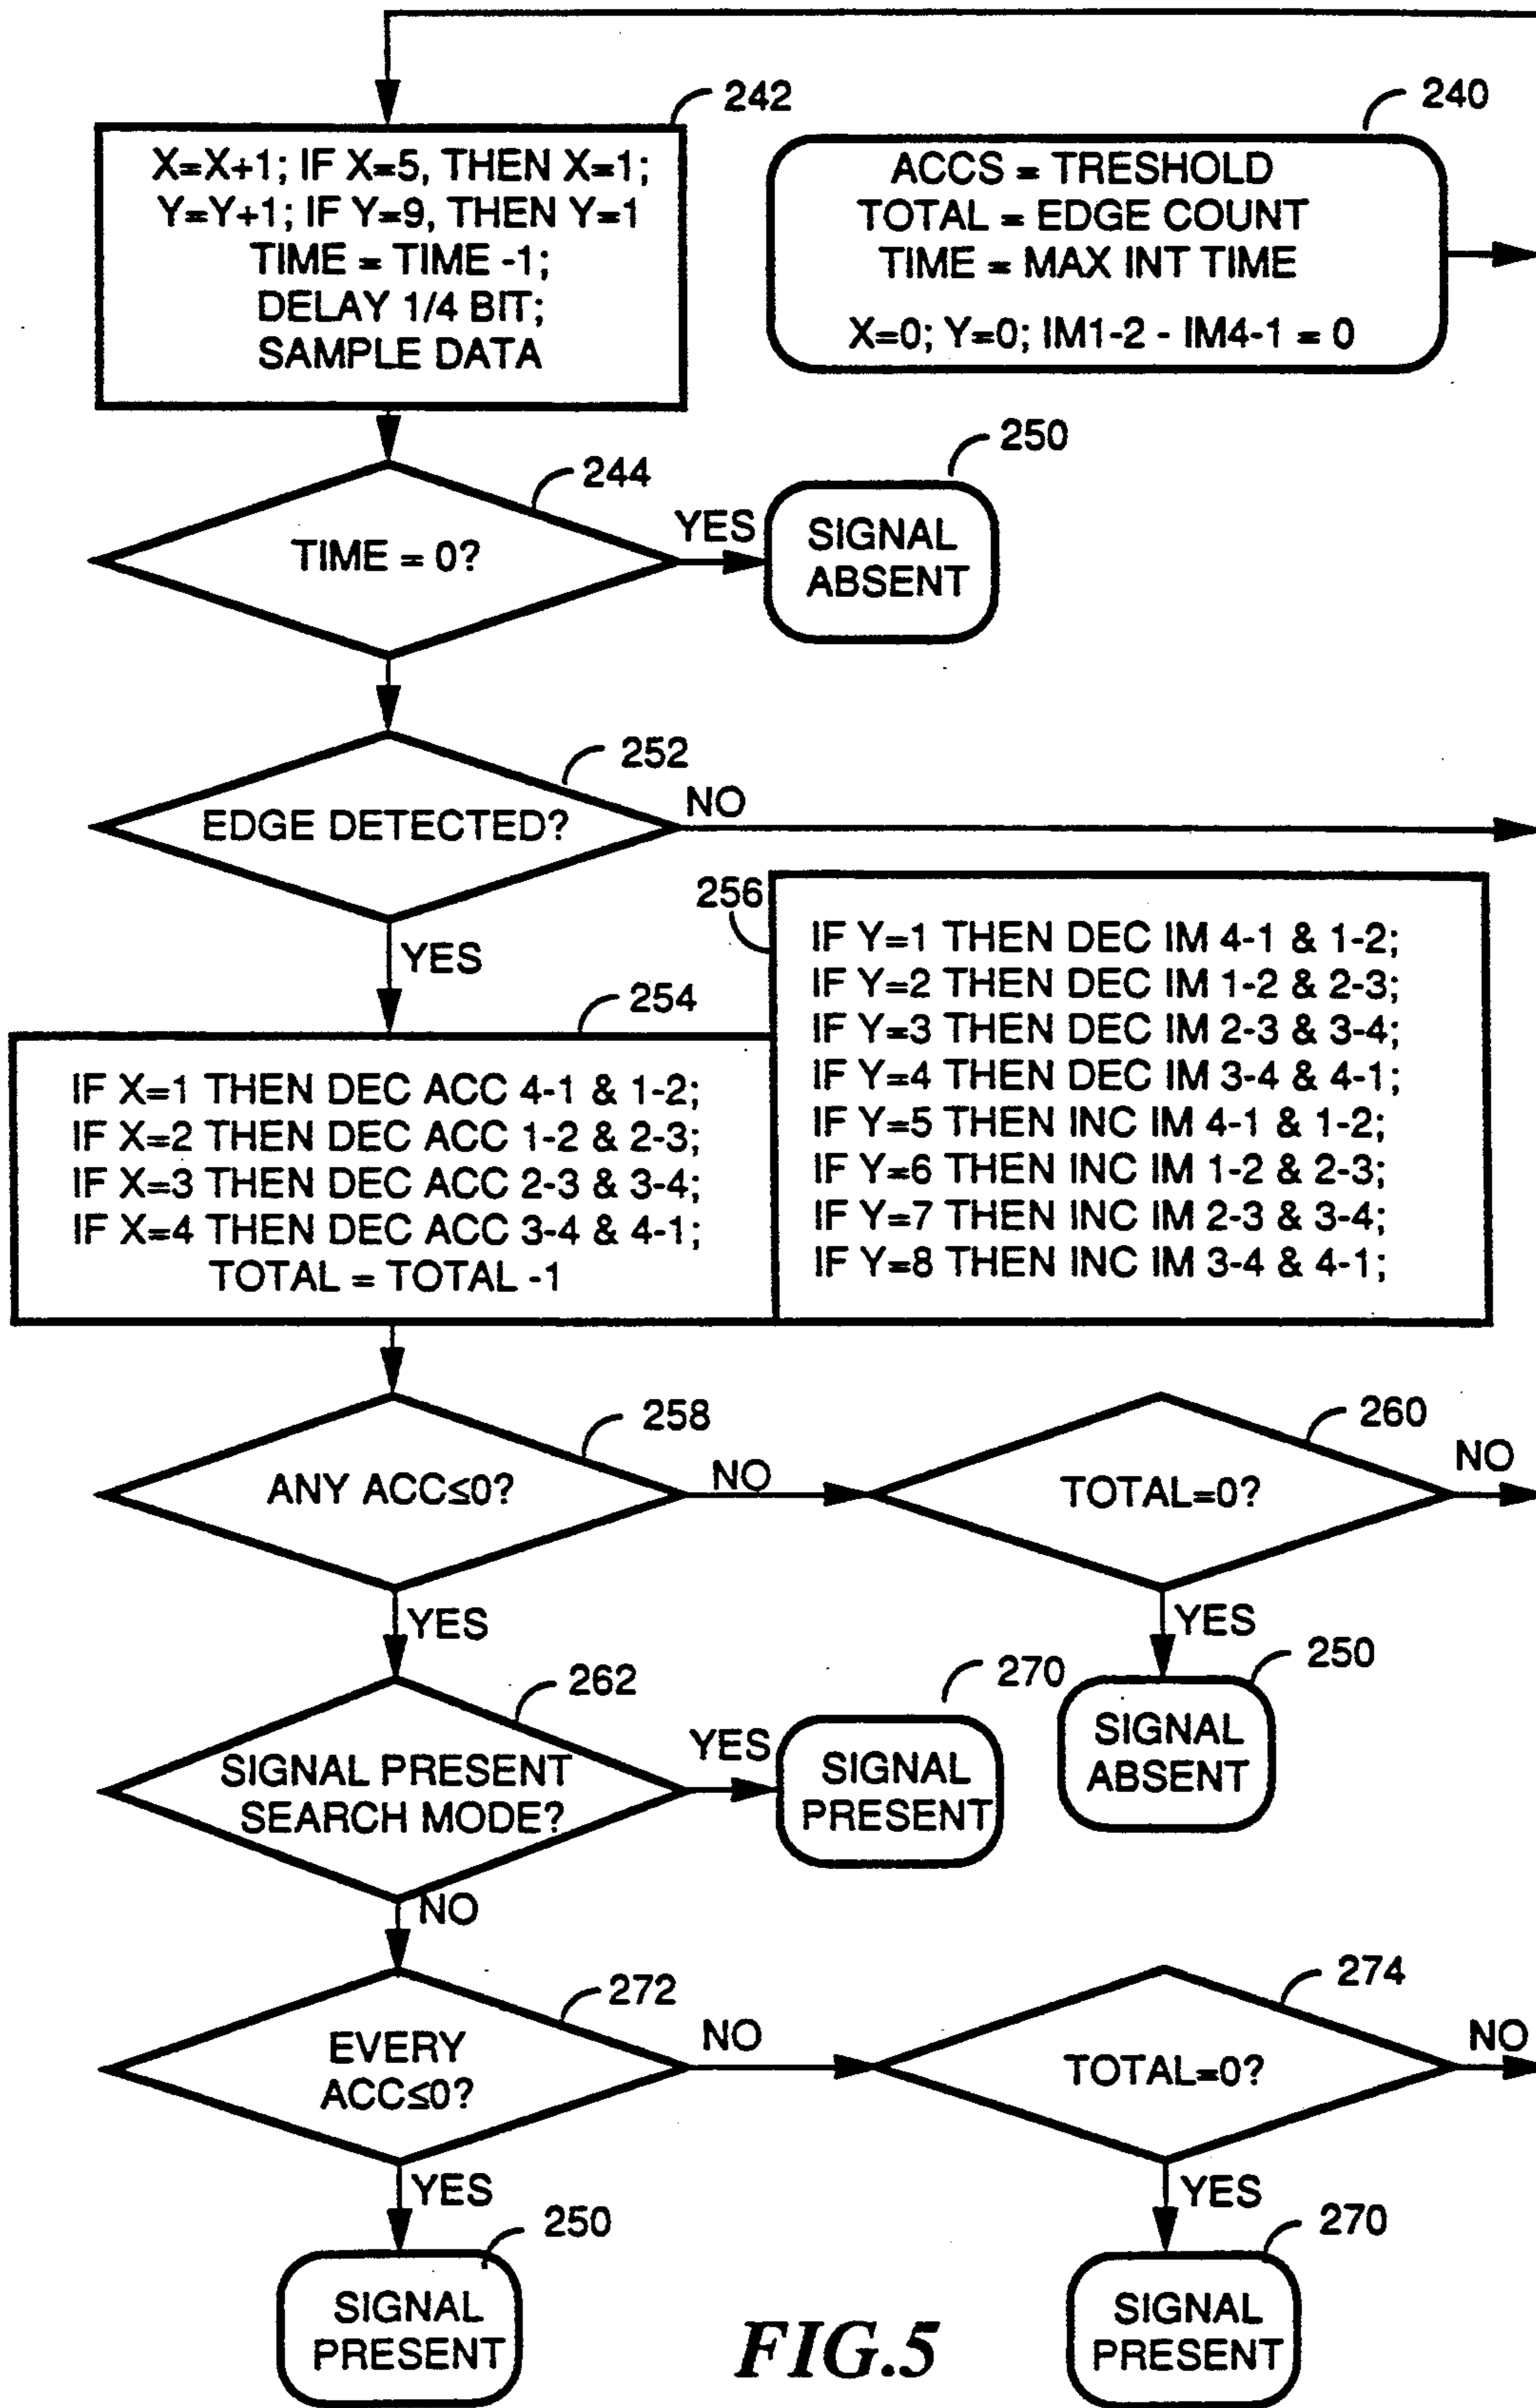 242
X=X+1; IF X=5, THEN X=1;
Y=Y+1; IF Y=9, THEN Y=1
TIME = TIME -1;
DELAY 1/4 BIT;
SAMPLE DATA
240
ACCS = TRESHOLD
TOTAL = EDGE COUNT
TIME = MAX INT TIME
X=0; Y=0; IM1-2 - IM4-1 = 0
244
TIME = 0?
YES
250
SIGNAL
ABSENT
252
EDGE DETECTED?
NO
YES
254
IF X=1 THEN DEC ACC 4-1 & 1-2;
IF X=2 THEN DEC ACC 1-2 & 2-3;
IF X=3 THEN DEC ACC 2-3 & 3-4;
IF X=4 THEN DEC ACC 3-4 & 4-1;
TOTAL = TOTAL -1
256
IF Y=1 THEN DEC IM 4-1 & 1-2;
IF Y=2 THEN DEC IM 1-2 & 2-3;
IF Y=3 THEN DEC IM 2-3 & 3-4;
IF Y=4 THEN DEC IM 3-4 & 4-1;
IF Y=5 THEN INC IM 4-1 & 1-2;
IF Y=6 THEN INC IM 1-2 & 2-3;
IF Y=7 THEN INC IM 2-3 & 3-4;
IF Y=8 THEN INC IM 3-4 & 4-1;
258
ANY ACC≤0?
NO
260
TOTAL=0?
NO
YES
YES
250
SIGNAL
ABSENT
262
SIGNAL PRESENT
SEARCH MODE?
YES
270
SIGNAL
PRESENT
NO
272
EVERY
ACC≤0?
NO
274
TOTAL=0?
NO
YES
250
SIGNAL
PRESENT
YES
270
SIGNAL
PRESENT
FIG.5